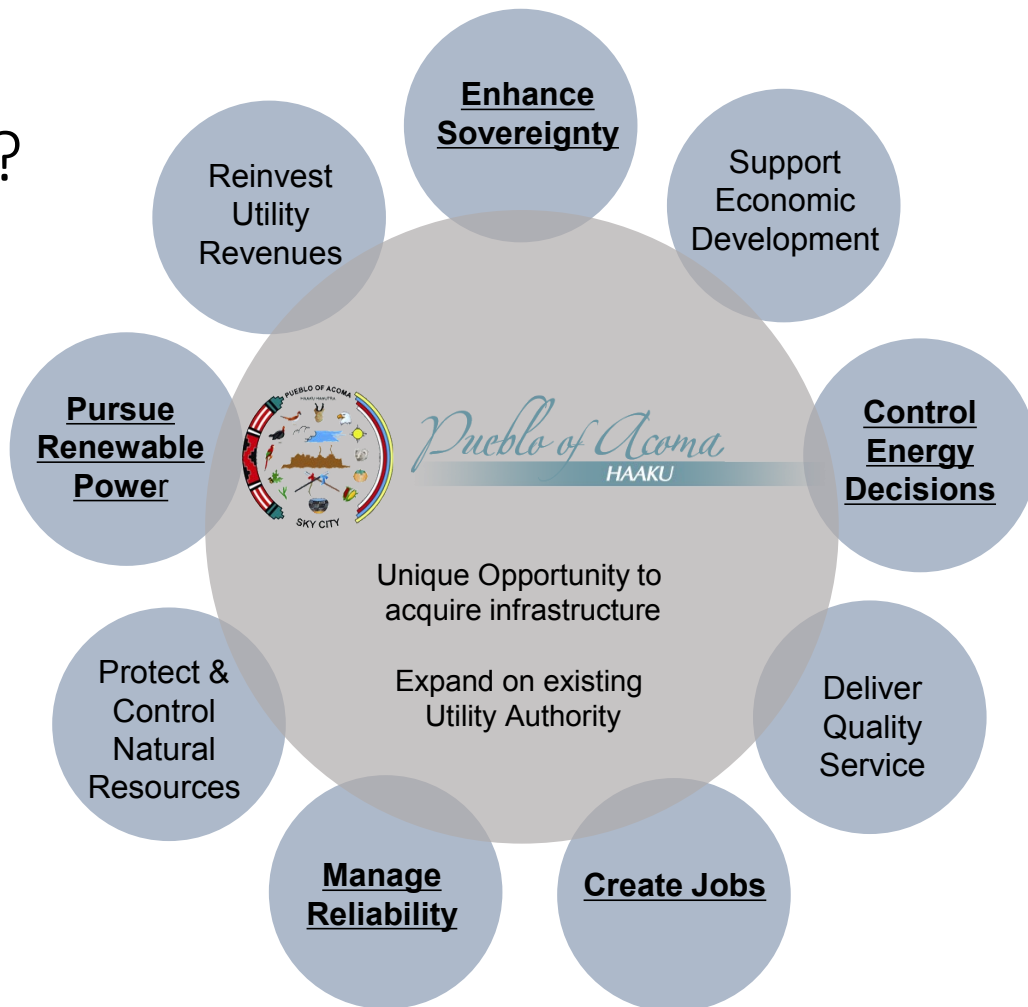 ?
Enhance
Sovereignty
Support
Economic
Development
Control
Energy
Decisions
Deliver
Quality
Service
Create Jobs
Manage
Reliability
Protect &
Control
Natural
Resources
Pursue
Renewable
Power
Reinvest
Utility
Revenues
PUEBLO OF ACOMA
HAAKU HANUTRA
SKY CITY
Pueblo of Acoma
HAAKU
Unique Opportunity to
acquire infrastructure
Expand on existing
Utility Authority